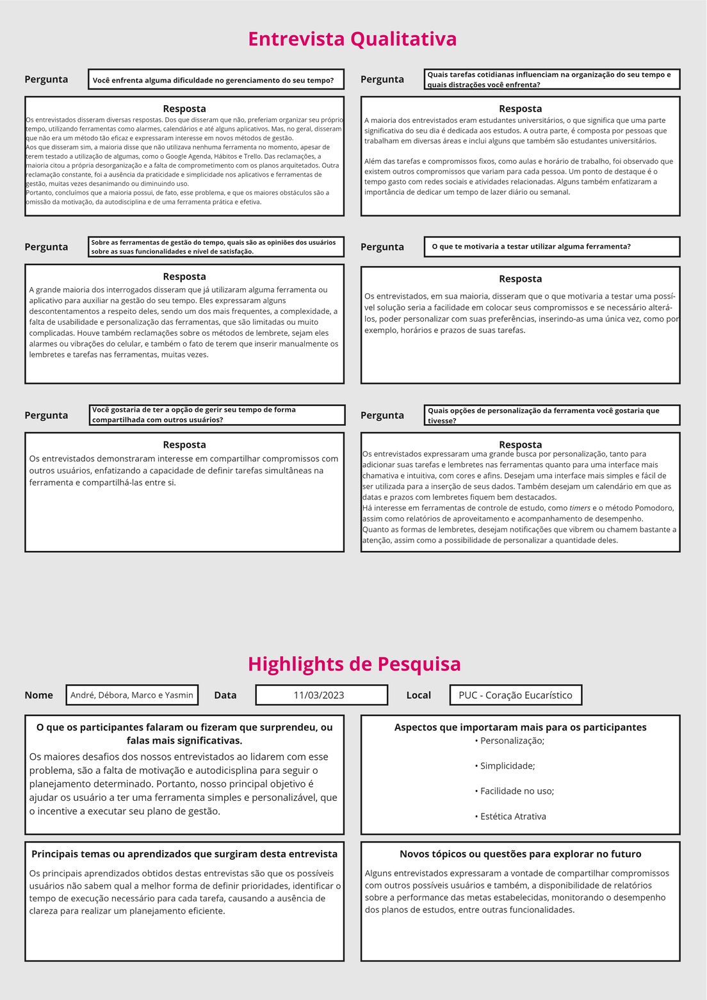 Entrevista Qualitativa
Pergunta
Você enfrenta alguma dificuldade no gerenciamento do seu tempo?
Resposta
Os entrevistados disseram diversas respostas. Dos que disseram que não, preferiam organizar seu próprio
tempo, utilizando ferramentas como alarmes, calendários e até alguns aplicativos. Mas, no geral, disseram
que não era um método tão eficaz e expressaram interesse em novos métodos de gestão.
Aos que disseram sim, a maioria disse que não utilizava nenhuma ferramenta no momento, apesar de
terem testado a utilização de algumas, como o Google Agenda, Hábitos e Trello. Das reclamações, a
maioria citou a própria desorganização e a falta de comprometimento com os planos arquitetados. Outra
reclamação constante, foi a ausência da praticidade e simplicidade nos aplicativos e ferramentas de
gestão, muitas vezes desanimando ou diminuindo uso.
Portanto, concluímos que a maioria possui, de fato, esse problema, e que os maiores obstáculos são a
omissão da motivação, da autodisciplina e de uma ferramenta prática e efetiva.
Pergunta
Quais tarefas cotidianas influenciam na organização do seu tempo e
quais distrações você enfrenta?
Resposta
A maioria dos entrevistados eram estudantes universitários, o que significa que uma parte
significativa do seu dia é dedicada aos estudos. A outra parte, é composta por pessoas que
trabalham em diversas áreas e inclui alguns que também são estudantes universitários.
Além das tarefas e compromissos fixos, como aulas e horário de trabalho, foi observado que
existem outros compromissos que variam para cada pessoa. Um ponto de destaque é o
tempo gasto com redes sociais e atividades relacionadas. Alguns também enfatizaram a
importância de dedicar um tempo de lazer diário ou semanal.
Pergunta
Sobre as ferramentas de gestão do tempo, quais são as opiniões dos usuários
sobre as suas funcionalidades e nível de satisfação.
Resposta
A grande maioria dos interrogados disseram que já utilizaram alguma ferramenta ou
aplicativo para auxiliar na gestão do seu tempo. Eles expressaram alguns
descontentamentos a respeito deles, sendo um dos mais frequentes, a complexidade, a
falta de usabilidade e personalização das ferramentas, que são limitadas ou muito
complicadas. Houve também reclamações sobre os métodos de lembrete, sejam eles
alarmes ou vibrações do celular, e também o fato de terem que inserir manualmente os
lembretes e tarefas nas ferramentas, muitas vezes.
Pergunta
O que te motivaria a testar utilizar alguma ferramenta?
Resposta
Os entrevistados, em sua maioria, disseram que o que motivaria a testar uma possí-
vel solução seria a facilidade em colocar seus compromissos e se necessário alterá-
los, poder personalizar com suas preferências, inserindo-as uma única vez, como por
exemplo, horários e prazos de suas tarefas.
Pergunta
Você gostaria de ter a opção de gerir seu tempo de forma
compartilhada com outros usuários?
Resposta
Os entrevistados demonstraram interesse em compartilhar compromissos com
outros usuários, enfatizando a capacidade de definir tarefas simultâneas na
ferramenta e compartilhá-las entre si.
Pergunta
Quais opções de personalização da ferramenta você gostaria que
tivesse?
Resposta
Os entrevistados expressaram uma grande busca por personalização, tanto para
adicionar suas tarefas e lembretes nas ferramentas quanto para uma interface mais
chamativa e intuitiva, com cores e afins. Desejam uma interface mais simples e fácil de
ser utilizada para a inserção de seus dados. Também desejam um calendário em que as
datas e prazos com lembretes fiquem bem destacados.
Há interesse em ferramentas de controle de estudo, como timers e o método Pomodoro,
assim como relatórios de aproveitamento e acompanhamento de desempenho.
Quanto as formas de lembretes, desejam notificações que vibrem ou chamem bastante a
atenção, assim como a possibilidade de personalizar a quantidade deles.
Highlights de Pesquisa
Nome
André, Débora, Marco e Yasmin
Data
11/03/2023
Local
PUC - Coração Eucarístico
O que os participantes falaram ou fizeram que surpreendeu, ou
falas mais significativas.
Os maiores desafios dos nossos entrevistados ao lidarem com esse
problema, são a falta de motivação e autodicisplina para seguir o
planejamento determinado. Portanto, nosso principal objetivo é
ajudar os usuário a ter uma ferramenta simples e personalizável, que
o incentive a executar seu plano de gestão.
Aspectos que importaram mais para os participantes
• Personalização;
• Simplicidade;
• Facilidade no uso;
• Estética Atrativa
Principais temas ou aprendizados que surgiram desta entrevista
Os principais aprendizados obtidos destas entrevistas são que os possíveis
usuários não sabem qual a melhor forma de definir prioridades, identificar o
tempo de execução necessário para cada tarefa, causando a ausência de
clareza para realizar um planejamento eficiente.
Novos tópicos ou questões para explorar no futuro
Alguns entrevistados expressaram a vontade de compartilhar compromissos
com outros possíveis usuários e também, a disponibilidade de relatórios
sobre a performance das metas estabelecidas, monitorando o desempenho
dos planos de estudos, entre outras funcionalidades.